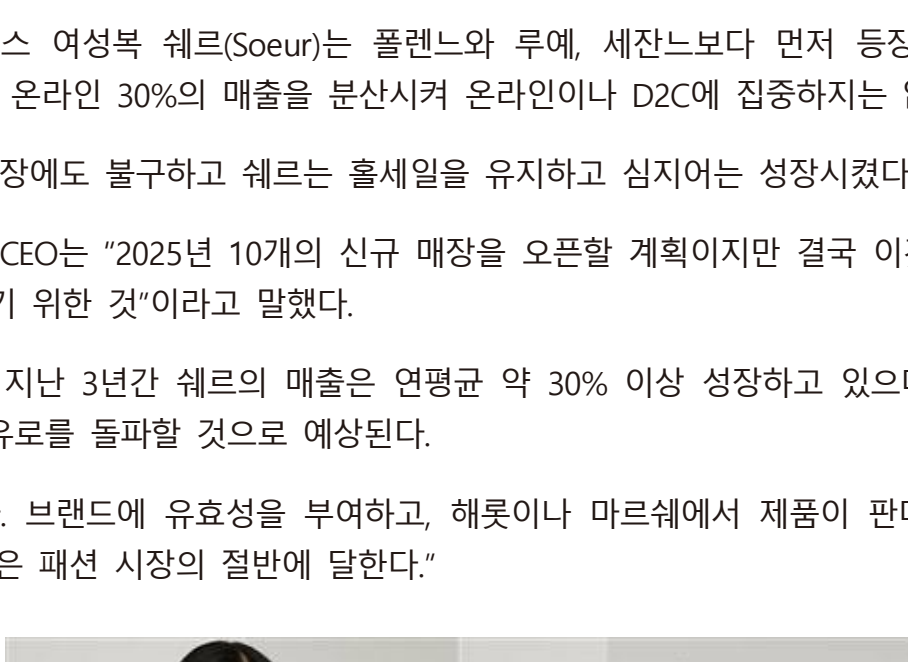 스 여성복 쉐르(Soeur)는 폴렌느와 루예, 세잔느보다 먼저 등장
온라인 30%의 매출을 분산시켜 온라인이나 D2C에 집중하지는
장에도 불구하고 쉐르는 홀세일을 유지하고 심지어는 성장시켰다
CEO는 “2025년 10개의 신규 매장을 오픈할 계획이지만 결국
기 위한 것”이라고 말했다.
지난 3년간 쉐르의 매출은 연평균 약 30% 이상 성장하고 있으며
유로를 돌파할 것으로 예상된다.
. 브랜드에 유효성을 부여하고, 해롯이나 마르쉐에서 제품이
은 패션 시장의 절반에 달한다.”